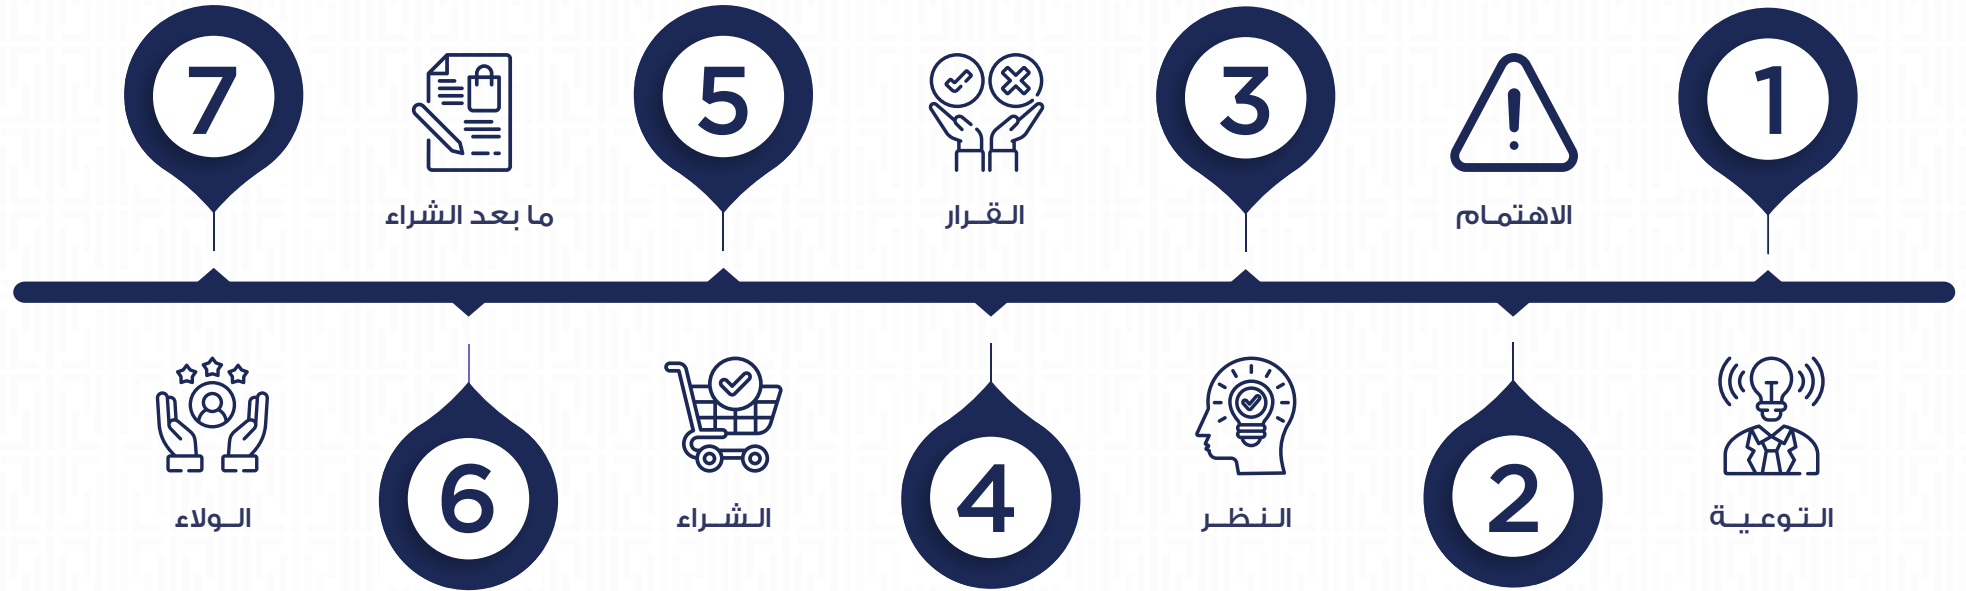 1
التوعية
2
الاهتمام
3
النظر
4
القرار
5
الشراء
6
ما بعد الشراء
7
الولاء